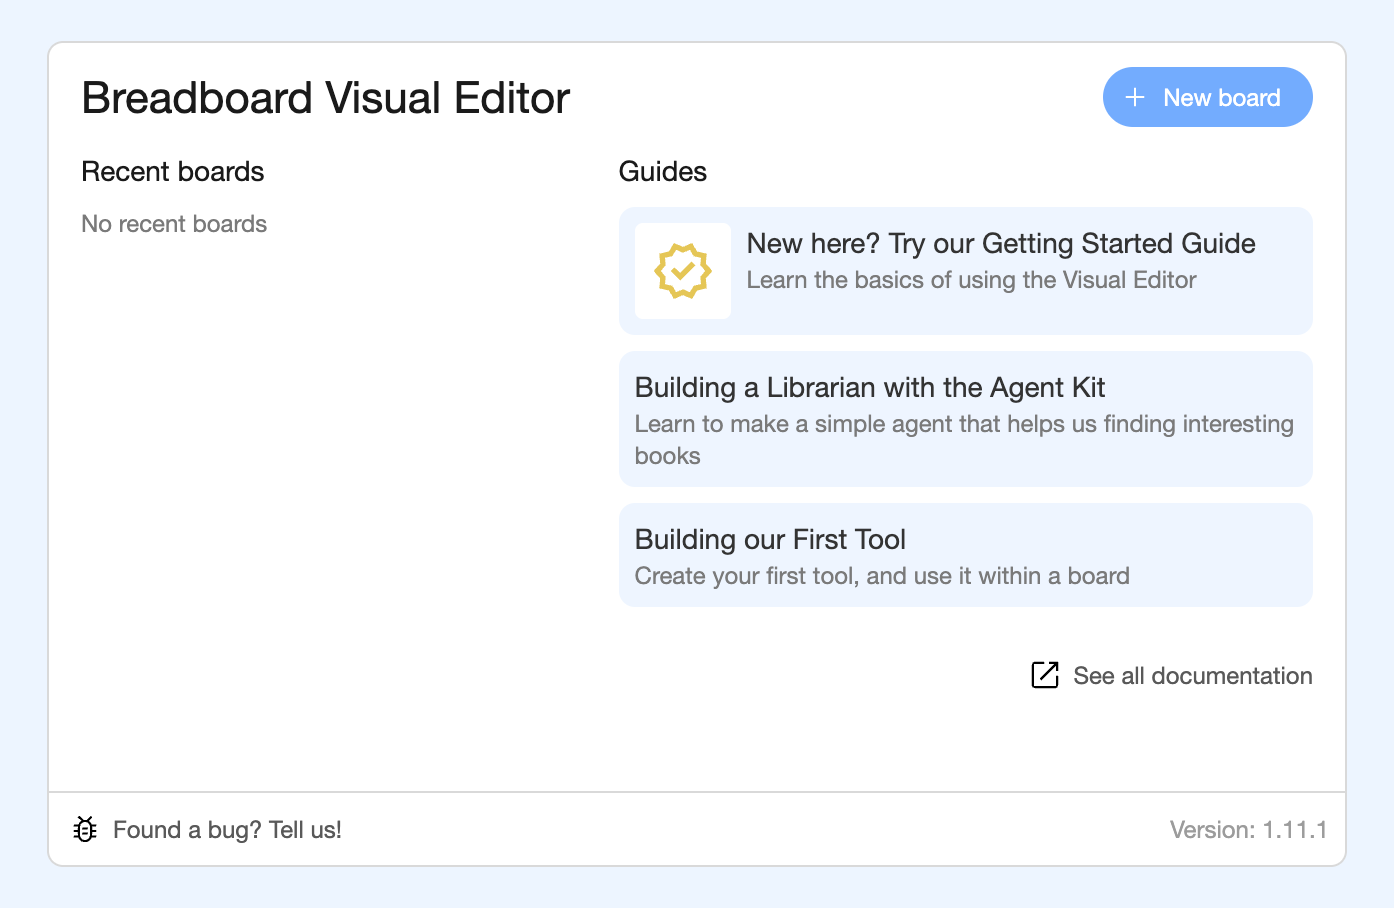 Breadboard Visual Editor
New board
Recent boards
No recent boards
Guides
New here? Try our Getting Started Guide
Learn the basics of using the Visual Editor
Building a Librarian with the Agent Kit
Learn to make a simple agent that helps us finding interesting
books
Building our First Tool
Create your first tool, and use it within a board
See all documentation
Found a bug? Tell us!
Version: 1.11.1